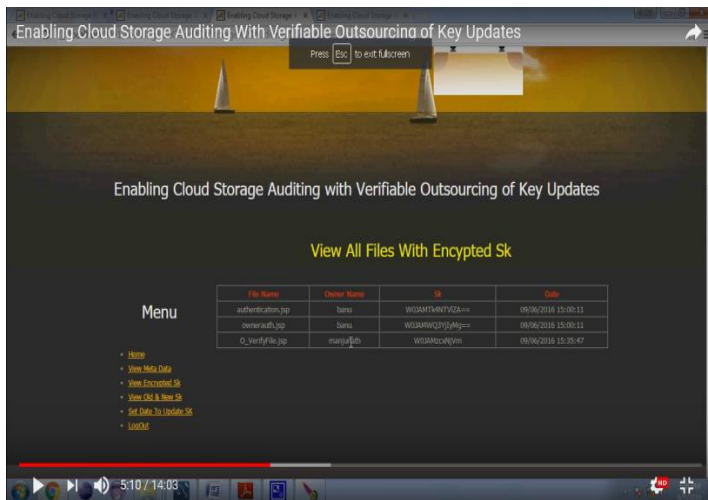 Enabling Cloud Storage Auditing With Verifiable Outsourcing of Key Updates
Press Esc to exit fullscreen
Enabling Cloud Storage Auditing with Verifiable Outsourcing of Key Updates
View All Files With Encypted Sk
Menu
Home
View Meta Data
View Encrypted Sk
View Old & New Sk
Set Date To Update SK
LogOut
File Name Owner Name Sk Date
authentication.jsp banu 09/06/2016 15:00:11
ownerauth.jsp banu 09/06/2016 15:00:11
O_VerifyFile.jsp manjunath 09/06/2016 15:35:47
5:10 / 14:03
HD